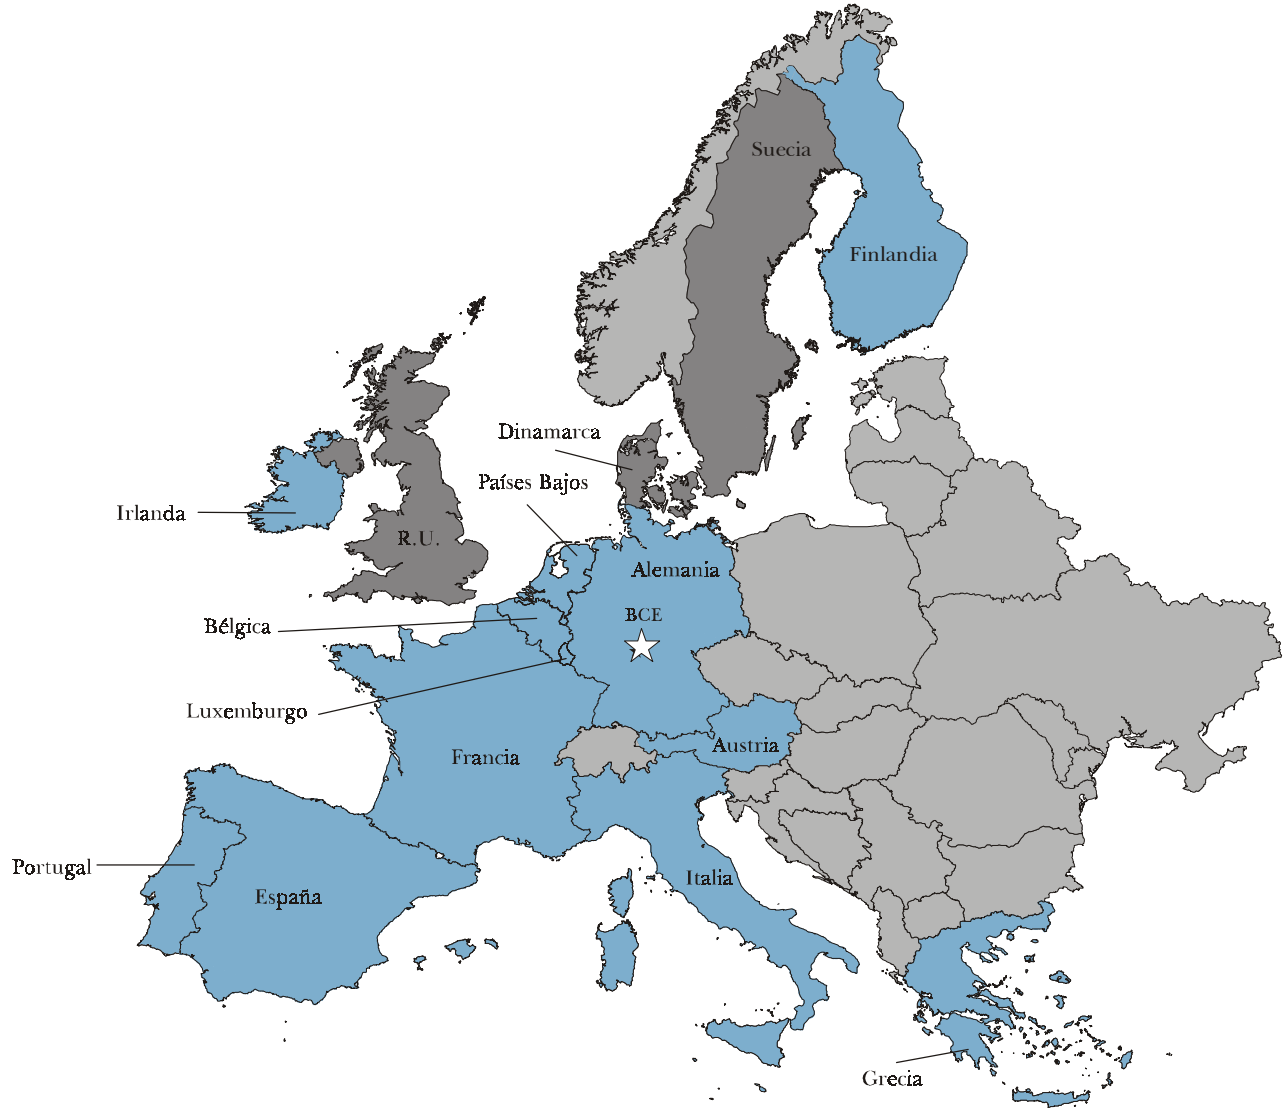 Suecia
Finlandia
Dinamarca
Países Bajos
Irlanda
R.U.
Alemania
BCE
Bélgica
Luxemburgo
Austria
Francia
Portugal
Italia
España
Grecia